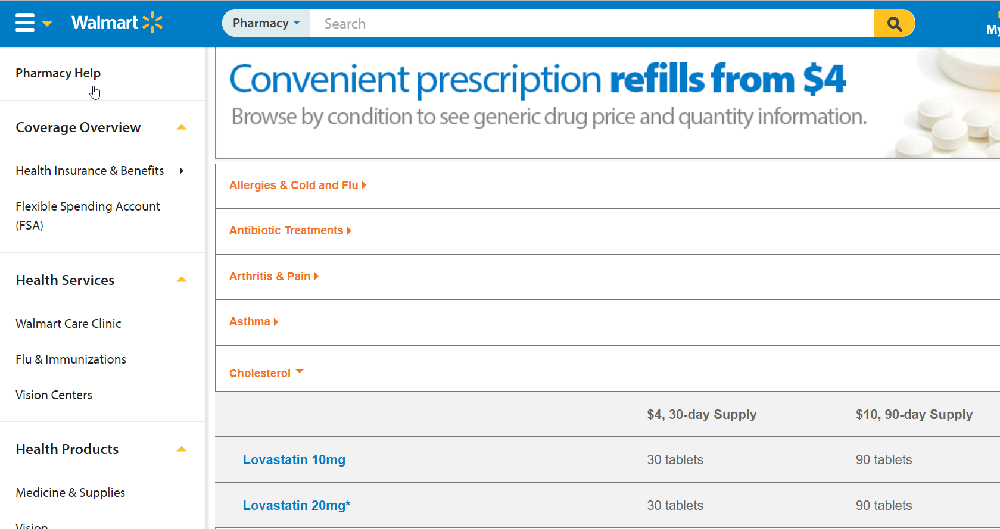 Walmart
Pharmacy
Search
Pharmacy Help
Coverage Overview
Health Insurance & Benefits
Flexible Spending Account
(FSA)
Health Services
Walmart Care Clinic
Flu & Immunizations
Vision Centers
Health Products
Medicine & Supplies
Vision
Convenient prescription refills from $4
Browse by condition to see generic drug price and quantity information.
Allergies & Cold and Flu
Antibiotic Treatments
Arthritis & Pain
Asthma
Cholesterol
$4, 30-day Supply $10, 90-day Supply
Lovastatin 10mg 30 tablets 90 tablets
Lovastatin 20mg* 30 tablets 90 tablets